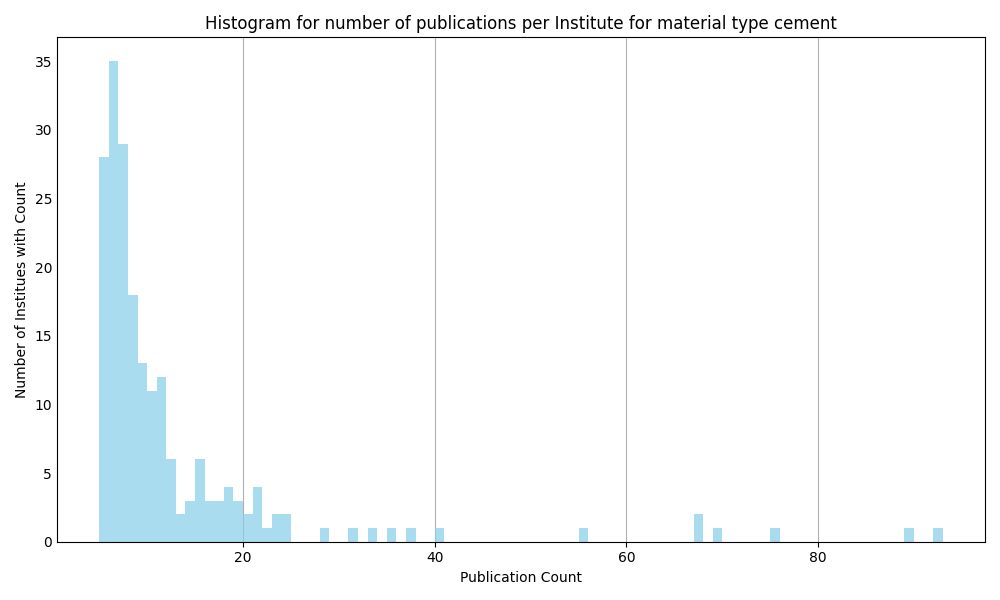 Histogram for number of publications per Institute for material type cement
35
30
25
20
15
10
5
0
Number of Institues with Count
20 40 60 80
Publication Count